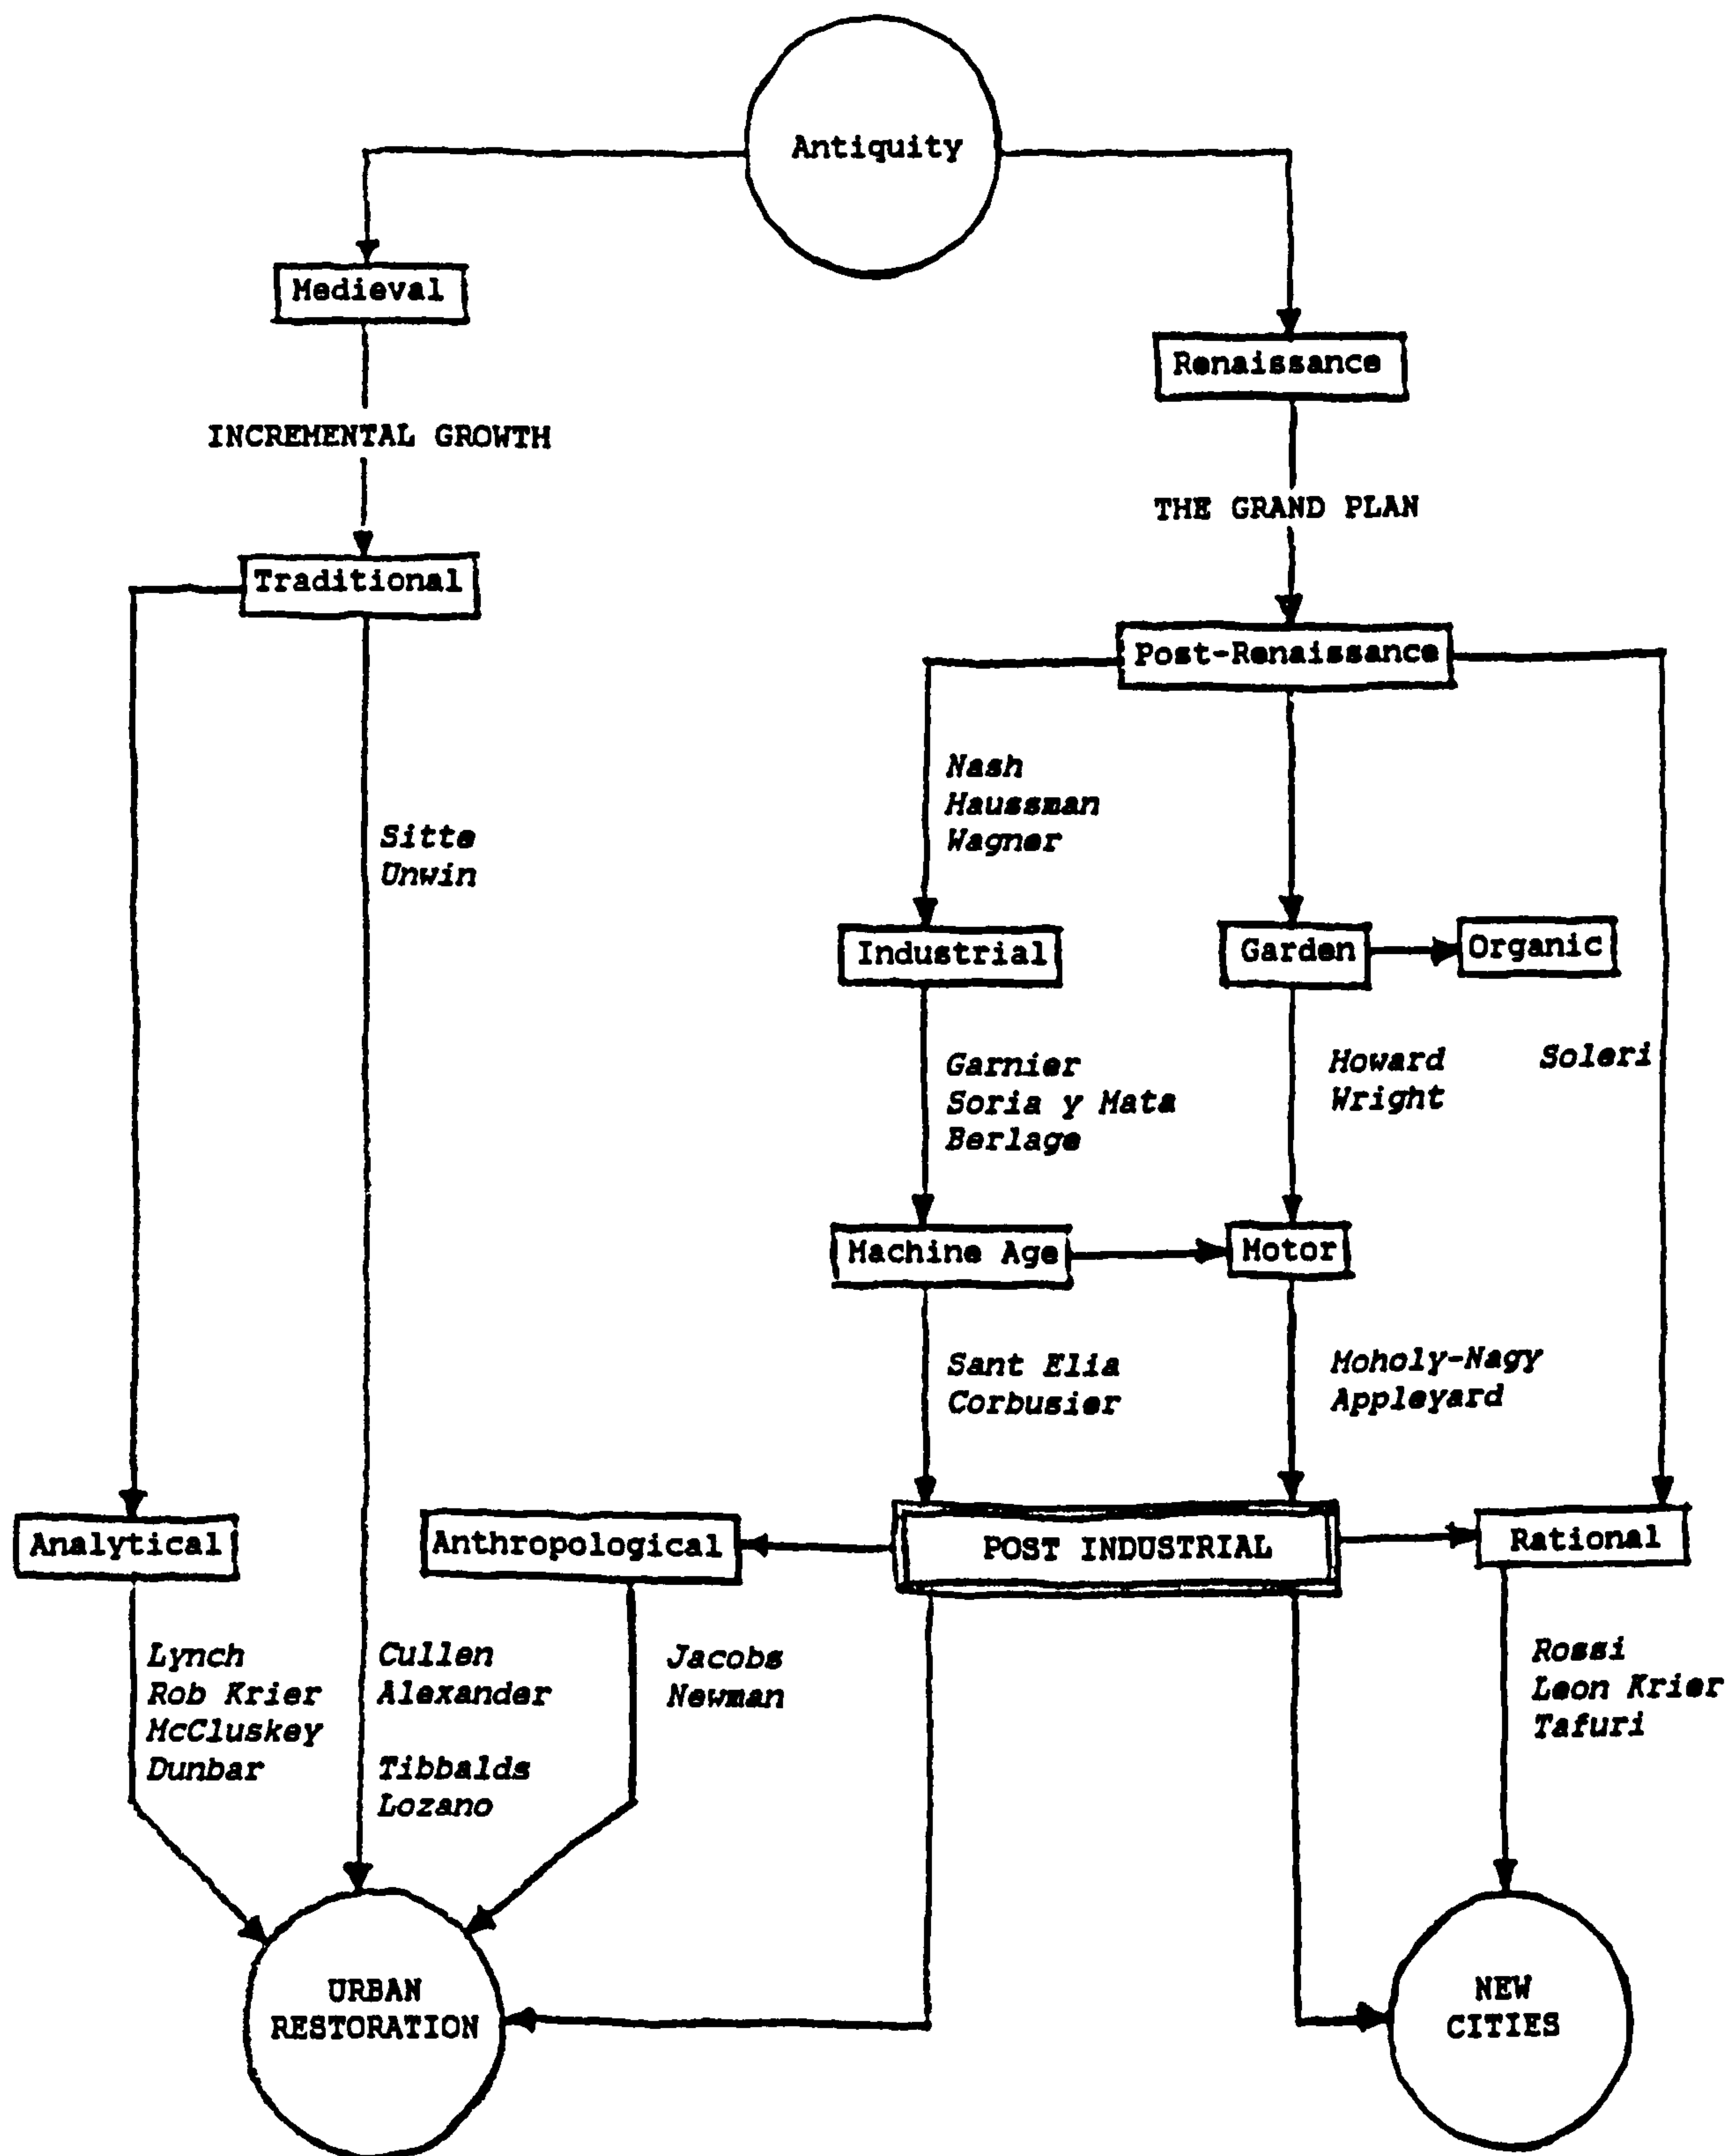 Antiquity
Medieval
Renaissance
INCREMENTAL GROWTH
THE GRAND PLAN
Traditional
Post-Renaissance
Nash
Haussman
Wagner
Sitte
Unwin
Industrial
Garden
Organic
Garnier
Soria y Mata
Berlage
Howard
Wright
Soleri
Machine Age
Motor
Sant Elia
Corbusier
Moholy-Nagy
Appleyard
Analytical
Anthropological
POST INDUSTRIAL
Rational
Lynch
Rob Krier
McCluskey
Dunbar
Cullen
Alexander
Tibbalds
Lozano
Jacobs
Newman
Rossi
Leon Krier
Tafuri
URBAN
RESTORATION
NEW
CITIES